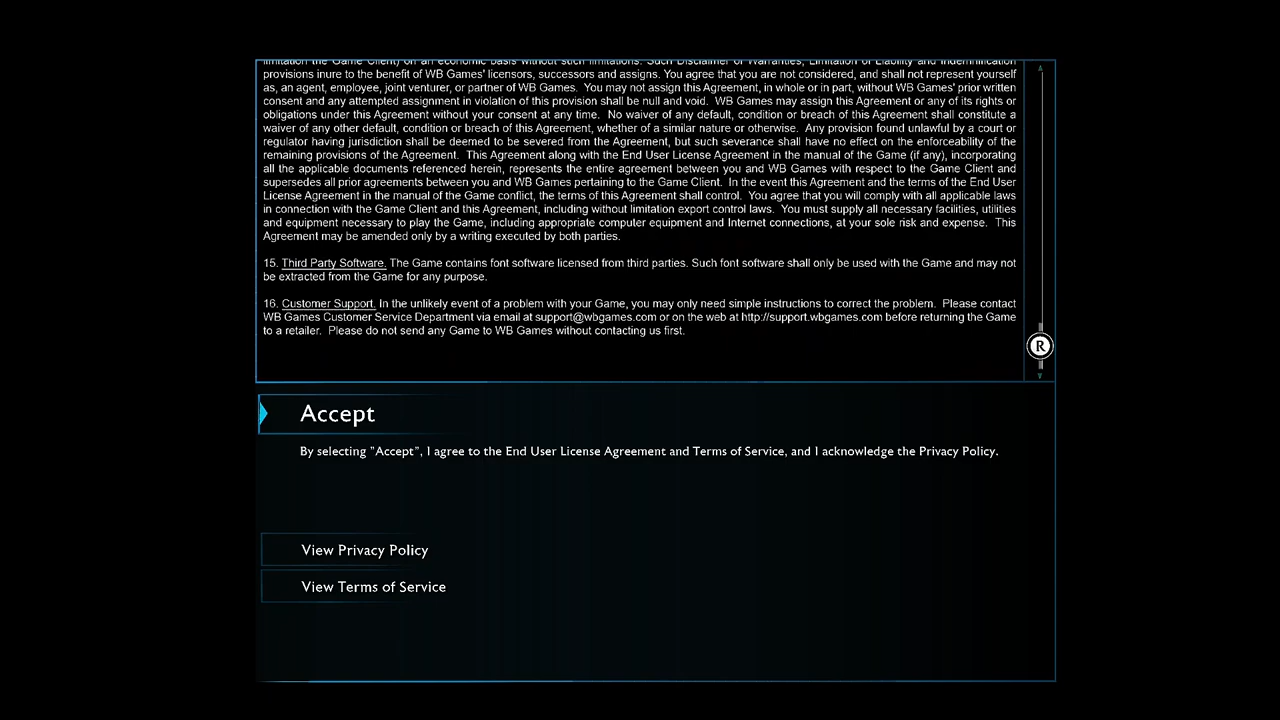 limitation the Game Client) on an economic basis without such limitations. Such Disclaimer of Warranties, Limitation of Liability and Indemnification
provisions inure to the benefit of WB Games' licensors, successors and assigns. You agree that you are not considered, and shall not represent yourself
as, an agent, employee, joint venturer, or partner of WB Games. You may not assign this Agreement, in whole or in part, without WB Games' prior written
consent and any attempted assignment in violation of this provision shall be null and void. WB Games may assign this Agreement or any of its rights or
obligations under this Agreement without your consent at any time. No waiver of any default, condition or breach of this Agreement shall constitute a
waiver of any other default, condition or breach of this Agreement, whether of a similar nature or otherwise. Any provision found unlawful by a court or
regulator having jurisdiction shall be deemed to be severed from the Agreement, but such severance shall have no effect on the enforceability of the
remaining provisions of the Agreement. This Agreement along with the End User License Agreement in the manual of the Game (if any), incorporating
all the applicable documents referenced herein, represents the entire agreement between you and WB Games with respect to the Game Client and
supersedes all prior agreements between you and WB Games pertaining to the Game Client. In the event this Agreement and the terms of the End User
License Agreement in the manual of the Game conflict, the terms of this Agreement shall control. You agree that you will comply with all applicable laws
in connection with the Game Client and this Agreement, including without limitation export control laws. You must supply all necessary facilities, utilities
and equipment necessary to play the Game, including appropriate computer equipment and Internet connections, at your sole risk and expense. This
Agreement may be amended only by a writing executed by both parties.
15. Third Party Software. The Game contains font software licensed from third parties. Such font software shall only be used with the Game and may not
be extracted from the Game for any purpose.
16. Customer Support. In the unlikely event of a problem with your Game, you may only need simple instructions to correct the problem. Please contact
WB Games Customer Service Department via email at support@wbgames.com or on the web at http://support.wbgames.com before returning the Game
to a retailer. Please do not send any Game to WB Games without contacting us first.
R
Accept
By selecting "Accept", I agree to the End User License Agreement and Terms of Service, and I acknowledge the Privacy Policy.
View Privacy Policy
View Terms of Service